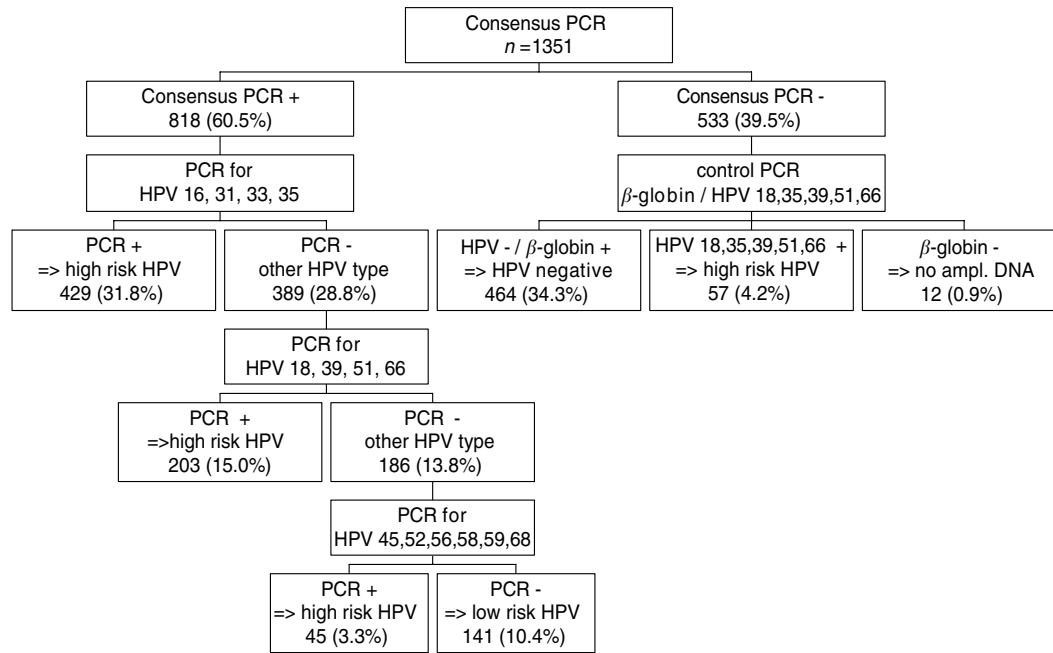 Consensus PCR
n =1351
Consensus PCR +
818 (60.5%)
Consensus PCR -
533 (39.5%)
PCR for
HPV 16, 31, 33, 35
control PCR
β-globin / HPV 18,35,39,51,66
PCR +
=> high risk HPV
429 (31.8%)
PCR -
other HPV type
389 (28.8%)
HPV - / β-globin +
=> HPV negative
464 (34.3%)
HPV 18,35,39,51,66 +
=> high risk HPV
57 (4.2%)
β-globin -
=> no ampl. DNA
12 (0.9%)
PCR for
HPV 18, 39, 51, 66
PCR +
=>high risk HPV
203 (15.0%)
PCR -
other HPV type
186 (13.8%)
PCR for
HPV 45,52,56,58,59,68
PCR +
=> high risk HPV
45 (3.3%)
PCR -
=> low risk HPV
141 (10.4%)